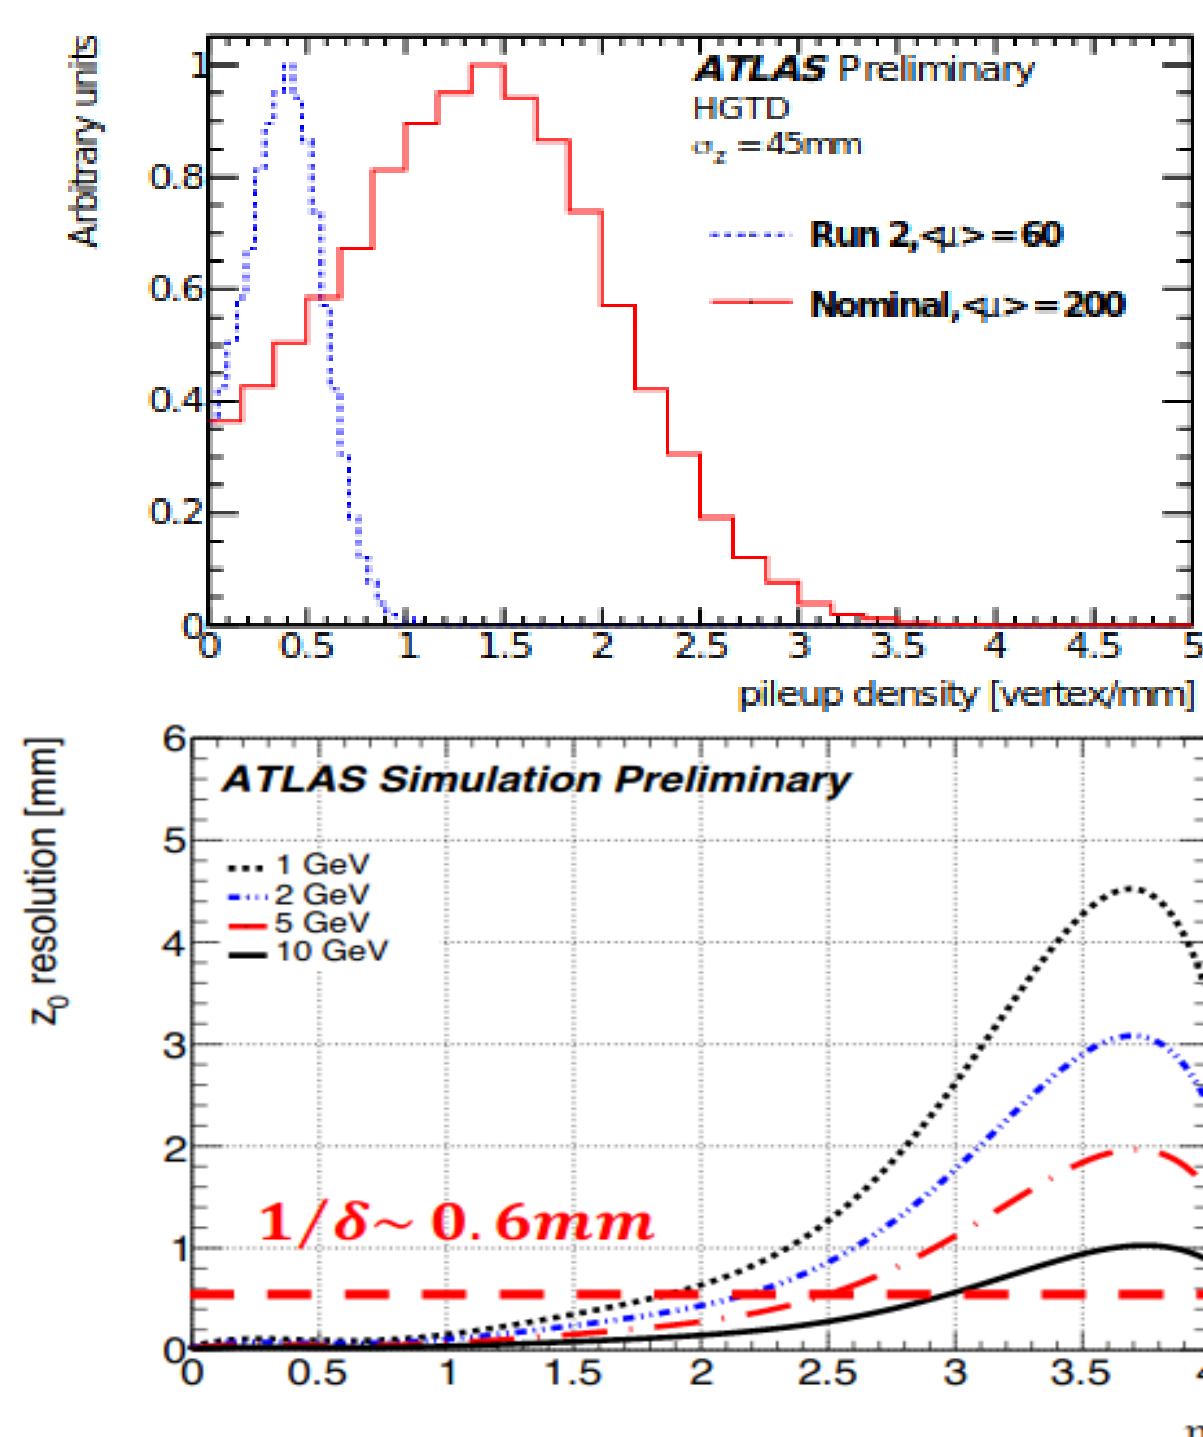 Arbitrary units
1
0.8
0.6
0.4
0.2
0
ATLAS Preliminary
HGTD
σz = 45mm
Run 2,<μ> = 60
Nominal,<μ> = 200
0 0.5 1 1.5 2 2.5 3 3.5 4 4.5 5
pileup density [vertex/mm]
z0 resolution [mm]
6
5
4
3
2
1
0
ATLAS Simulation Preliminary
1 GeV
2 GeV
5 GeV
10 GeV
1/δ~ 0.6mm
0 0.5 1 1.5 2 2.5 3 3.5